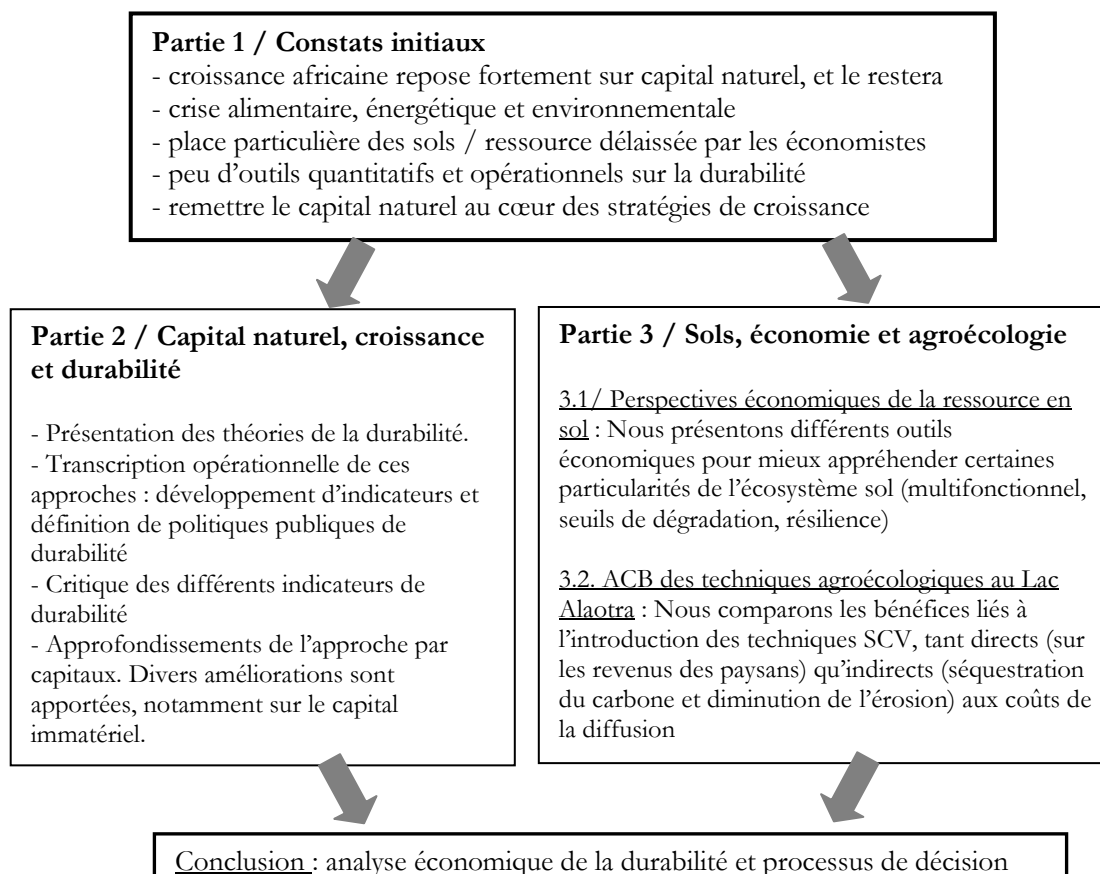 Partie 1 / Constats initiaux
- croissance africaine repose fortement sur capital naturel, et le restera
- crise alimentaire, énergétique et environnementale
- place particulière des sols / ressource délaissée par les économistes
- peu d'outils quantitatifs et opérationnels sur la durabilité
- remettre le capital naturel au cœur des stratégies de croissance
Partie 2 / Capital naturel, croissance
et durabilité
- Présentation des théories de la durabilité.
- Transcription opérationnelle de ces
approches : développement d'indicateurs et
définition de politiques publiques de
durabilité
- Critique des différents indicateurs de
durabilité
- Approfondissements de l'approche par
capitaux. Divers améliorations sont
apportées, notamment sur le capital
immatériel.
Partie 3 / Sols, économie et agroécologie
3.1/ Perspectives économiques de la ressource en
sol : Nous présentons différents outils
économiques pour mieux appréhender certaines
particularités de l'écosystème sol (multifonctionnel,
seuils de dégradation, résilience)
3.2. ACB des techniques agroécologiques au Lac
Alaotra : Nous comparons les bénéfices liés à
l'introduction des techniques SCV, tant directs (sur
les revenus des paysans) qu'indirects (séquestration
du carbone et diminution de l'érosion) aux coûts de
la diffusion
Conclusion : analyse économique de la durabilité et processus de décision